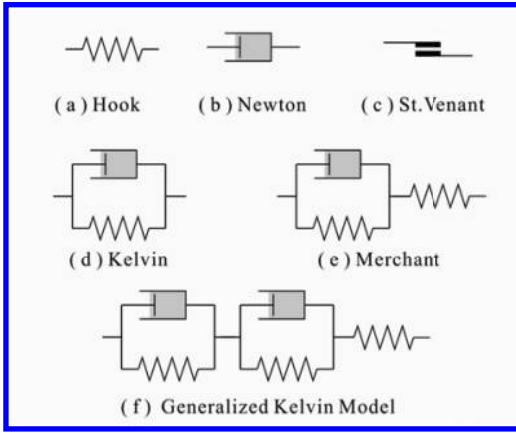 ( a ) Hook
( b ) Newton
( c ) St.Venant
( d ) Kelvin
( e ) Merchant
( f ) Generalized Kelvin Model